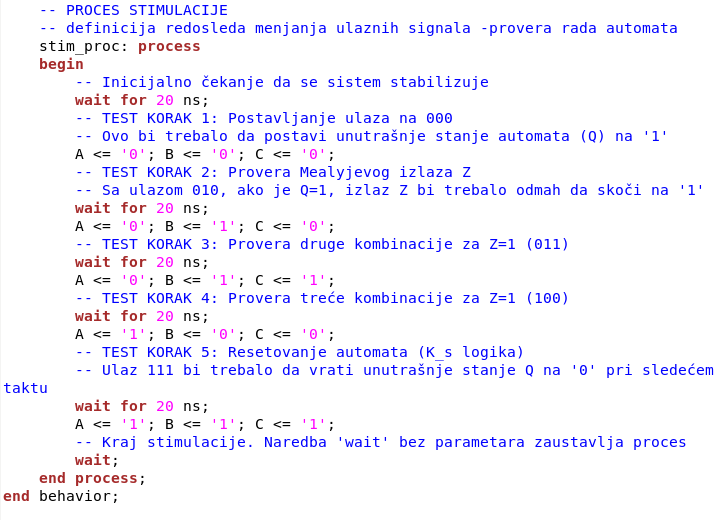 -- PROCES STIMULACIJE
-- definicija redosleda menjanja ulaznih signala -provera rada automata
stim_proc: process
begin
-- Inicijalno čekanje da se sistem stabilizuje
wait for 20 ns;
-- TEST KORAK 1: Postavljanje ulaza na 000
-- Ovo bi trebalo da postavi unutrašnje stanje automata (Q) na '1'
A <= '0'; B <= '0'; C <= '0';
-- TEST KORAK 2: Provera Mealyjevog izlaza Z
-- Sa ulazom 010, ako je Q=1, izlaz Z bi trebalo odmah da skoči na '1'
wait for 20 ns;
A <= '0'; B <= '1'; C <= '0';
-- TEST KORAK 3: Provera druge kombinacije za Z=1 (011)
wait for 20 ns;
A <= '0'; B <= '1'; C <= '1';
-- TEST KORAK 4: Provera treće kombinacije za Z=1 (100)
wait for 20 ns;
A <= '1'; B <= '0'; C <= '0';
-- TEST KORAK 5: Resetovanje automata (K_s logika)
-- Ulaz 111 bi trebalo da vrati unutrašnje stanje Q na '0' pri sledećem
taktu
wait for 20 ns;
A <= '1'; B <= '1'; C <= '1';
-- Kraj stimulacije. Naredba 'wait' bez parametara zaustavlja proces
wait;
end process;
end behavior;